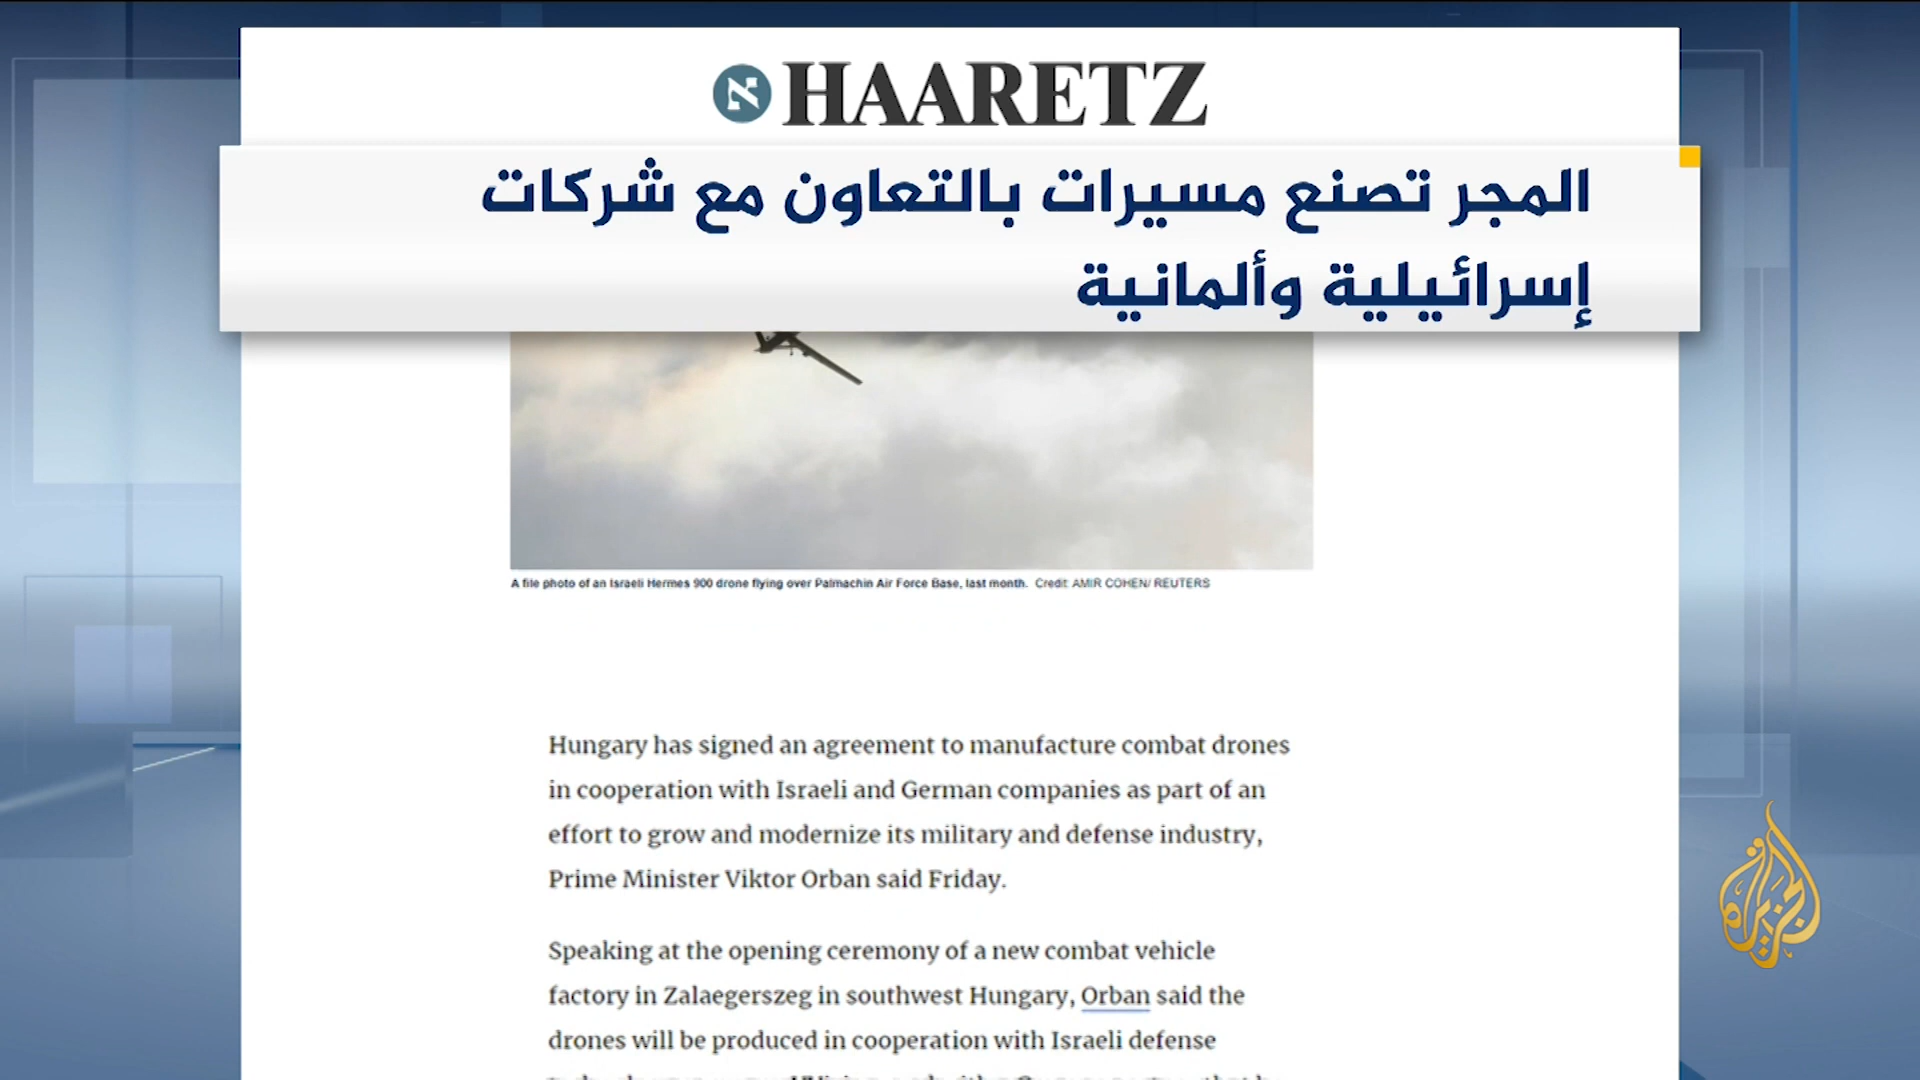 HAARETZ
المجر تصنع مسيرات بالتعاون مع شركات
إسرائيلية وألمانية
A file photo of an Israeli Hermes 900 drone flying over Palmachin Air Force Base, last month. Credit: AMIR COHEN/ REUTERS
Hungary has signed an agreement to manufacture combat drones
in cooperation with Israeli and German companies as part of an
effort to grow and modernize its military and defense industry,
Prime Minister Viktor Orban said Friday.
Speaking at the opening ceremony of a new combat vehicle
factory in Zalaegerszeg in southwest Hungary, Orban said the
drones will be produced in cooperation with Israeli defense
الجزيرة